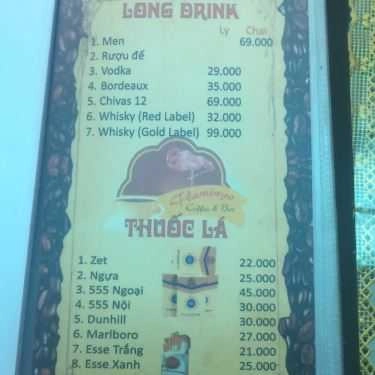 LONG DRINK
Ly Chai
1. Men 69.000
2. Rượu đế
3. Vodka 29.000
4. Bordeaux 35.000
5. Chivas 12 69.000
6. Whisky (Red Label) 32.000
7. Whisky (Gold Label) 99.000
Flamingo
Coffee & Bar
THUỐC LÁ
1. Zet 22.000
2. Ngựa 25.000
3. 555 Ngoại 45.000
4. 555 Nội 30.000
5. Dunhill 30.000
6. Marlboro 27.000
7. Esse Trắng 21.000
8. Esse Xanh 25.000